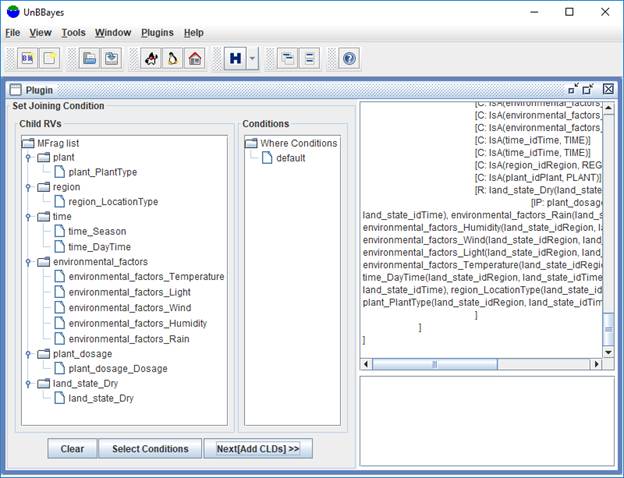 UnBBayes
File View Tools Window Plugins Help
H
Plugin
Set Joining Condition
Child RVs
MFrag list
plant
plant_PlantType
region
region_LocationType
time
time_Season
time_DayTime
environmental_factors
environmental_factors_Temperature
environmental_factors_Light
environmental_factors_Wind
environmental_factors_Humidity
environmental_factors_Rain
plant_dosage
plant_dosage_Dosage
land_state_Dry
land_state_Dry
Conditions
Where Conditions
default
[C: IsA(environmental_factors_
[C: IsA(environmental_factors_
[C: IsA(environmental_factors_
[C: IsA(time_idTime, TIME)]
[C: IsA(time_idTime, TIME)]
[C: IsA(region_idRegion, REG
[C: IsA(plant_idPlant, PLANT)]
[R: land_state_Dry(land_state
[IP: plant_dosag
land_state_idTime), environmental_factors_Rain(land_s
environmental_factors_Humidity(land_state_idRegion, la
environmental_factors_Wind(land_state_idRegion, land_
environmental_factors_Light(land_state_idRegion, land_
environmental_factors_Temperature(land_state_idRegio
time_DayTime(land_state_idRegion, land_state_idTime
land_state_idTime), region_LocationType(land_state_id
plant_PlantType(land_state_idRegion, land_state_idTim
]
]
]
Clear
Select Conditions
Next[Add CLDs] >>